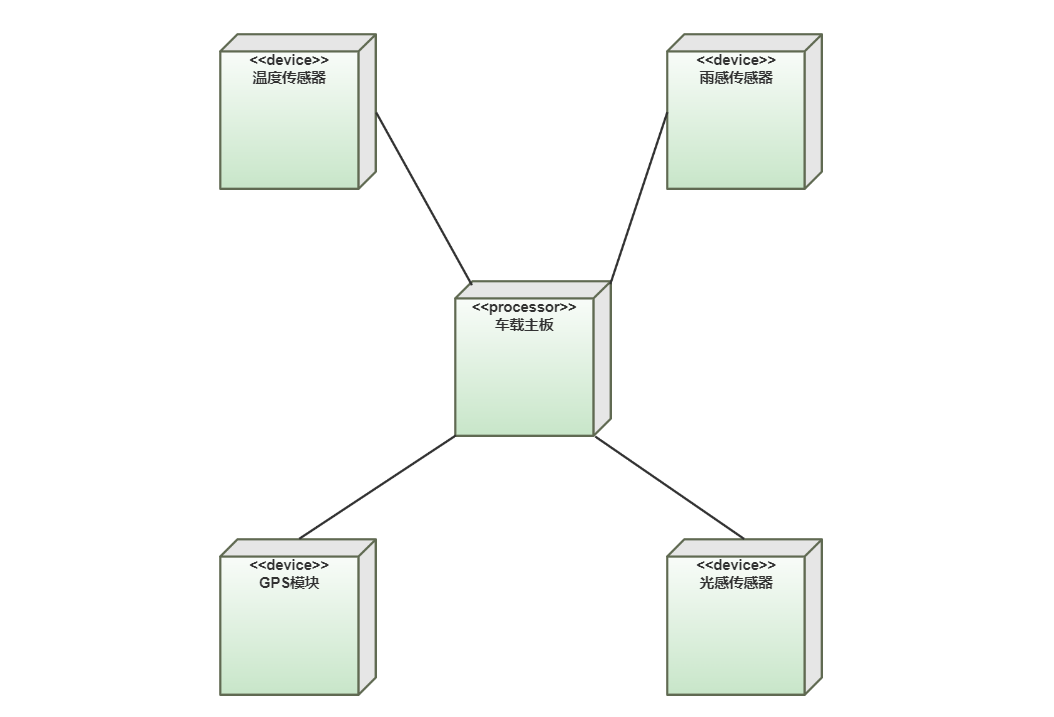 <<device>>
温度传感器
<<device>>
雨感传感器
<<processor>>
车载主板
<<device>>
GPS模块
<<device>>
光感传感器